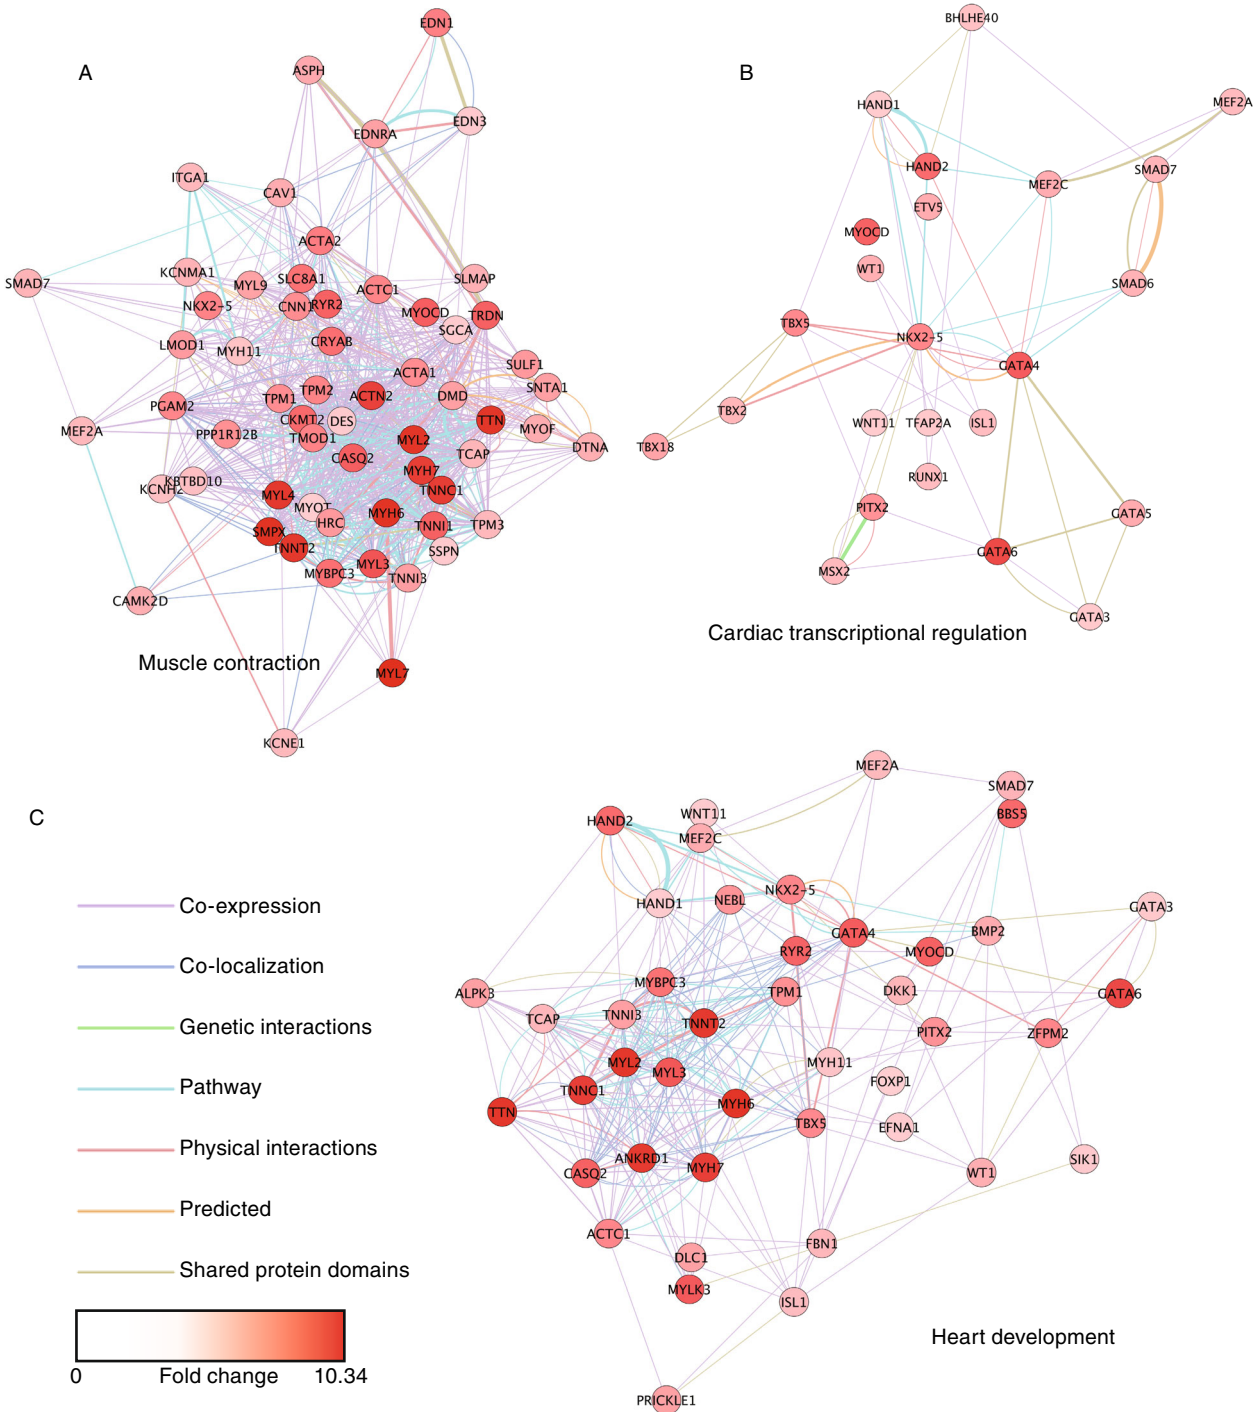 A
EDN1
ASPH
EDNRA
EDN3
ITGA1
CAV1
ACTA2
SMAD7
KCNMA1
MYL9
SLC8A1
ACTC1
SLMAP
NKX2-5
CNN1
RYR2
MYOCD
TRDN
SGCA
LMOD1
MYH11
CRYAB
ACTA1
SULF1
SNTA1
PGAM2
TPM1
TPM2
ACTN2
DMD
MEF2A
PPP1R12B
CKMT2
DES
TMOD1
TTN
MYOF
MYL2
DTNA
CASQ2
TCAP
MYH7
KCNH2
KBTBD10
MYL4
TNNC1
MYOT
HRC
MYH6
TNNI1
TPM3
SMPX
TNNT2
SSPN
MYBPC3
MYL3
TNNI3
CAMK2D
Muscle contraction
MYL7
KCNE1
B
BHLHE40
HAND1
MEF2A
HAND2
MEF2C
SMAD7
ETV5
MYOCD
WT1
SMAD6
TBX5
NKX2-5
GATA4
TBX2
TBX18
WNT11
TFAP2A
ISL1
RUNX1
PITX2
GATA5
GATA6
MSX2
GATA3
Cardiac transcriptional regulation
C
MEF2A
SMAD7
BBS5
HAND2
WNT11
MEF2C
HAND1
NEBL
NKX2-5
GATA3
GATA4
BMP2
RYR2
MYOCD
ALPK3
MYBPC3
TPM1
DKK1
GATA6
TCAP
TNNI3
TNNT2
PITX2
ZFPM2
MYL2
MYL3
MYH11
FOXP1
TNNC1
TTN
MYH6
TBX5
EFNA1
CASQ2
ANKRD1
MYH7
WT1
SIK1
ACTC1
FBN1
DLC1
MYLK3
ISL1
Heart development
PRICKLE1
Co-expression
Co-localization
Genetic interactions
Pathway
Physical interactions
Predicted
Shared protein domains
0 Fold change 10.34